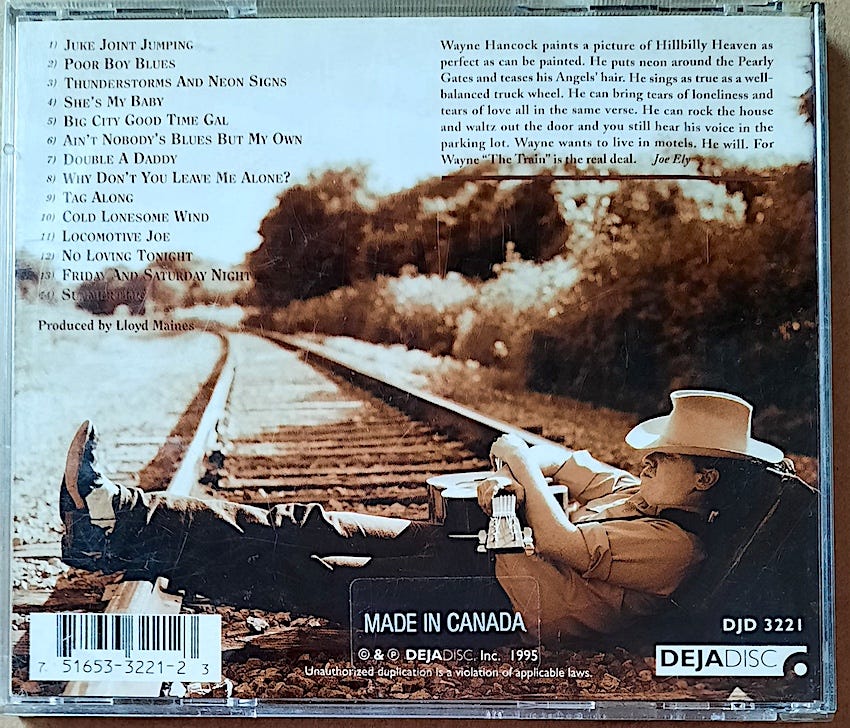 1) JUKE JOINT JUMPING
2) POOR BOY BLUES
3) THUNDERSTORMS AND NEON SIGNS
4) SHE'S MY BABY
5) BIG CITY GOOD TIME GAL
6) AIN'T NOBODY'S BLUES BUT MY OWN
7) DOUBLE A DADDY
8) WHY DON'T YOU LEAVE ME ALONE?
9) TAG ALONG
10) COLD LONESOME WIND
11) LOCOMOTIVE JOE
12) NO LOVING TONIGHT
13) FRIDAY AND SATURDAY NIGHT
14) SUMMERTIME
Produced by Lloyd Maines
Wayne Hancock paints a picture of Hillbilly Heaven as
perfect as can be painted. He puts neon around the Pearly
Gates and teases his Angels' hair. He sings as true as a well-
balanced truck wheel. He can bring tears of loneliness and
tears of love all in the same verse. He can rock the house
and waltz out the door and you still hear his voice in the
parking lot. Wayne wants to live in motels. He will. For
Wayne "The Train" is the real deal. Joe Ely
MADE IN CANADA
© & ℗ DEJADISC, Inc. 1995
Unauthorized duplication is a violation of applicable laws.
7 51653-3221-2 3
DJD 3221
DEJADISC